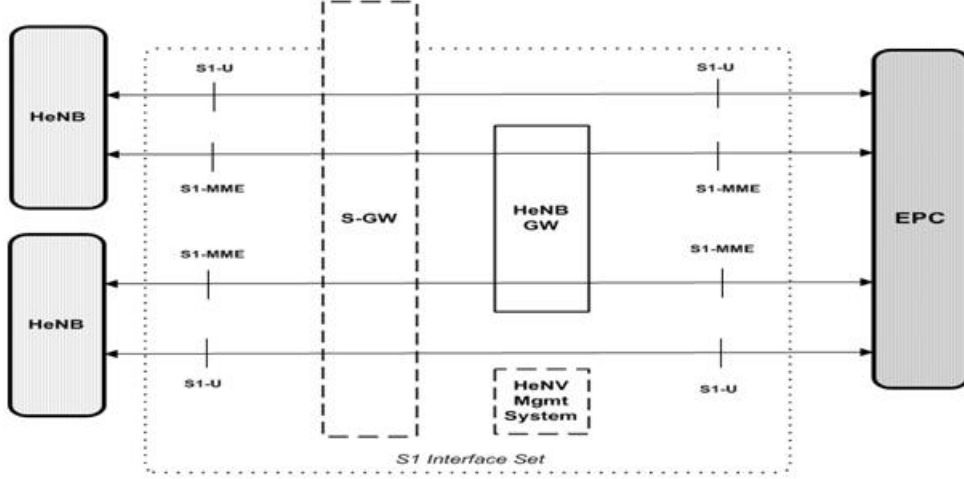 S1-U
S1-U
HeNB
S1-MME
S1-MME
S-GW
HeNB
GW
EPC
S1-MME
S1-MME
HeNB
S1-U
S1-U
HeNV
Mgmt
System
S1 Interface Set